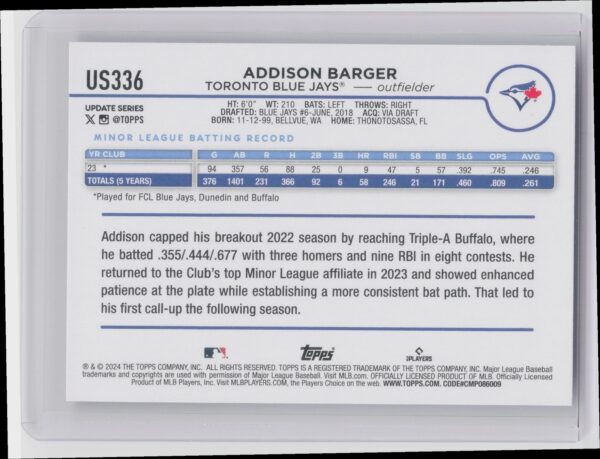 US336
ADDISON BARGER
TORONTO BLUE JAYS® — outfielder
UPDATE SERIES
@TOPPS
HT: 6'0" WT: 210 BATS: LEFT THROWS: RIGHT
DRAFTED: BLUE JAYS #6-JUNE, 2018 ACQ: VIA DRAFT
BORN: 11-12-99, BELLVUE, WA HOME: THONOTOSASSA, FL
MINOR LEAGUE BATTING RECORD
YR CLUB G AB R H 2B 3B HR RBI SB BB SLG OPS AVG
23 * 94 357 56 88 25 0 9 47 5 57 .392 .745 .246
TOTALS (5 YEARS) 376 1401 231 366 92 6 58 246 21 171 .460 .809 .261
*Played for FCL Blue Jays, Dunedin and Buffalo
Addison capped his breakout 2022 season by reaching Triple-A Buffalo, where
he batted .355/.444/.677 with three homers and nine RBI in eight contests. He
returned to the Club's top Minor League affiliate in 2023 and showed enhanced
patience at the plate while establishing a more consistent bat path. That led to
his first call-up the following season.
Topps
PLAYERS
® & © 2024 THE TOPPS COMPANY, INC. ALL RIGHTS RESERVED. TOPPS IS A REGISTERED TRADEMARK OF THE TOPPS COMPANY, INC. Major League Baseball
trademarks and copyrights are used with permission of Major League Baseball. Visit MLB.com. OFFICIALLY LICENSED PRODUCT OF MLB. Officially Licensed
Product of MLB Players, Inc. Visit MLBPLAYERS.com, the Players Choice on the web. WWW.TOPPS.COM. CODE#CMP086009